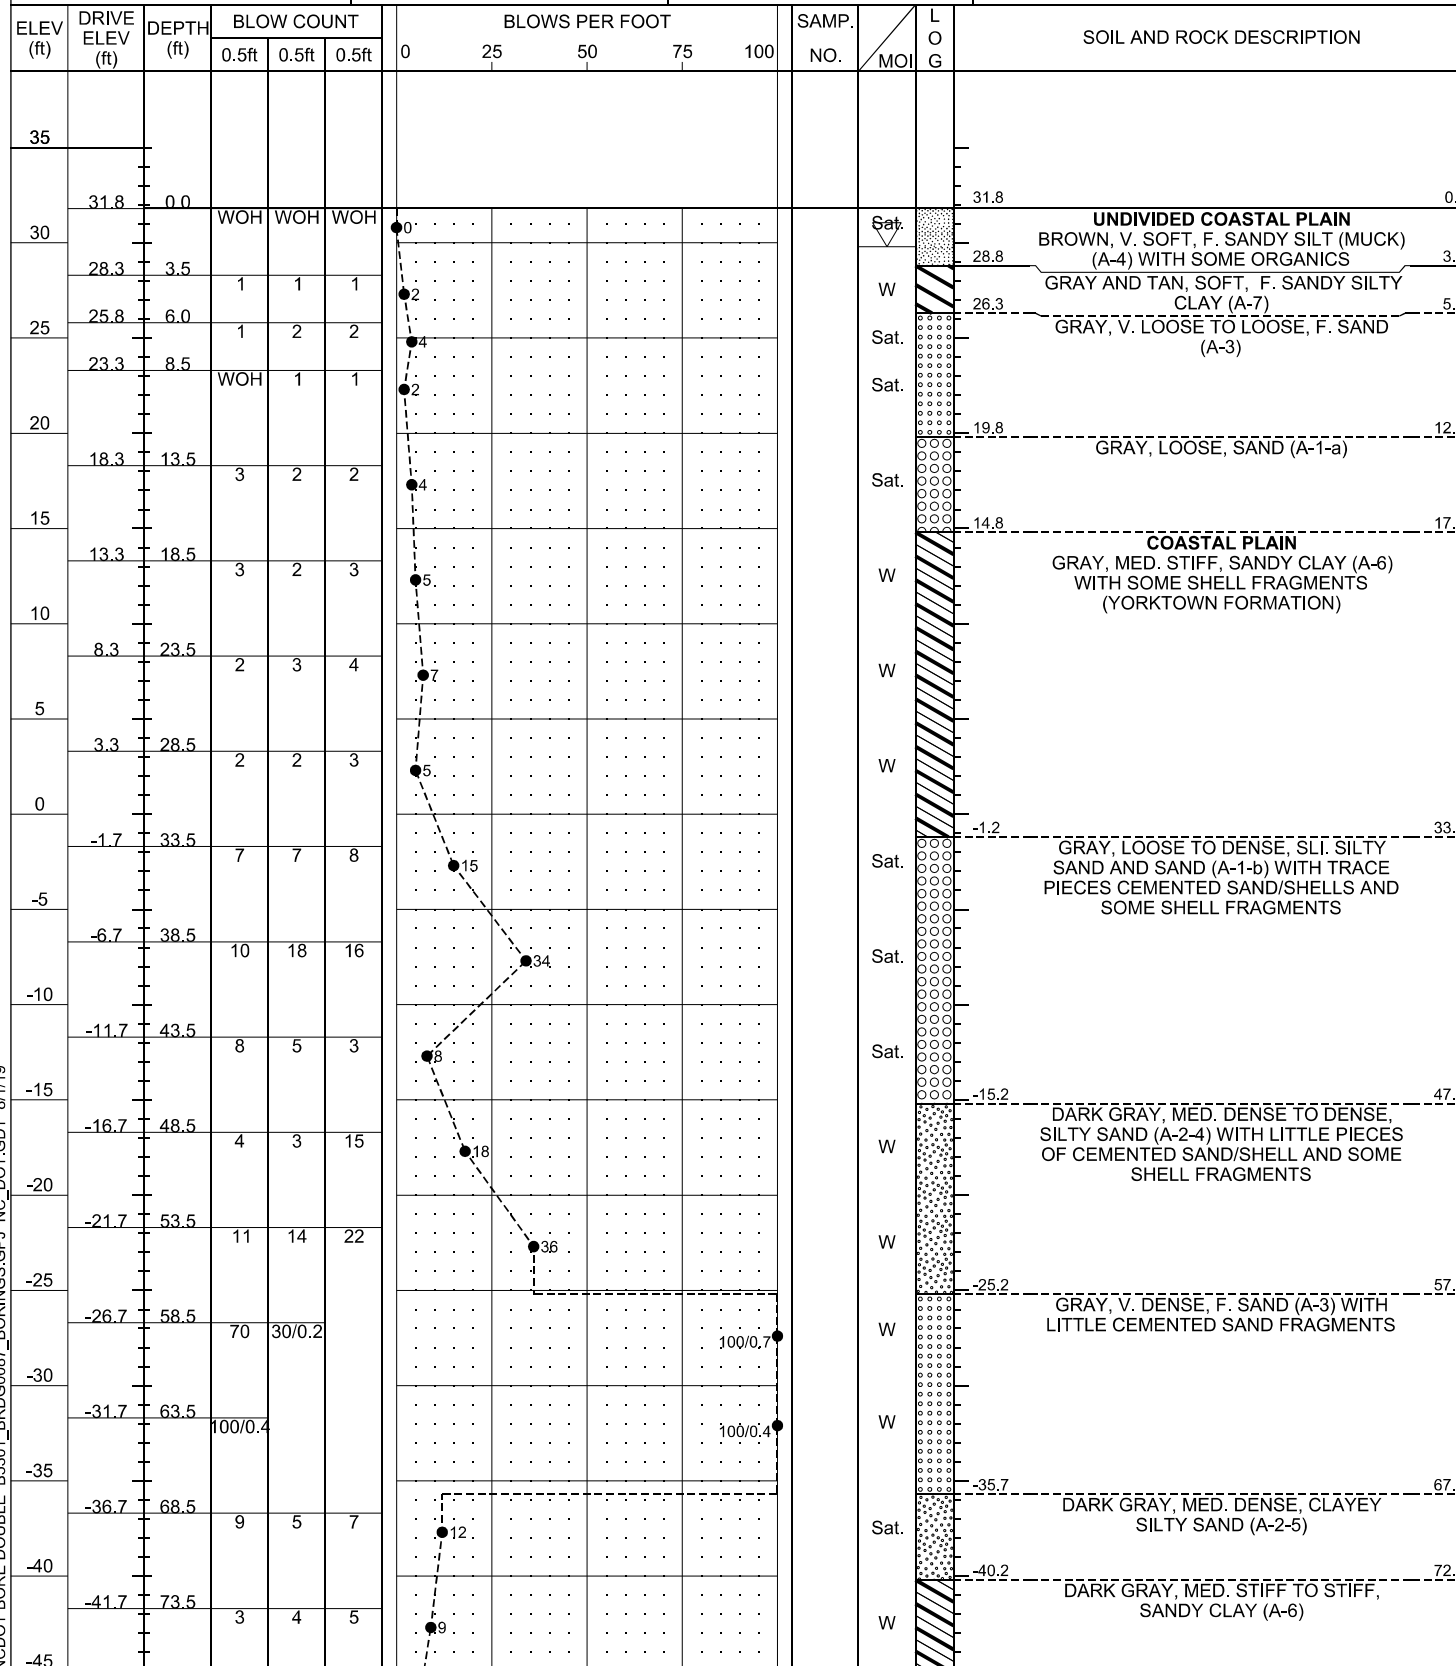 ELEV (ft) DRIVE ELEV (ft) DEPTH (ft) BLOW COUNT BLOWS PER FOOT SAMP. NO. MOI L O G SOIL AND ROCK DESCRIPTION
0.5ft 0.5ft 0.5ft 0 25 50 75 100
35
31.8 0.0 31.8 0.
WOH WOH WOH 0 Sat. UNDIVIDED COASTAL PLAIN
30 BROWN, V. SOFT, F. SANDY SILT (MUCK)
28.8 (A-4) WITH SOME ORGANICS 3.
28.3 3.5
1 1 1 2 W GRAY AND TAN, SOFT, F. SANDY SILTY
26.3 CLAY (A-7) 5.
25.8 6.0
25 1 2 2 4 Sat. GRAY, V. LOOSE TO LOOSE, F. SAND
(A-3)
23.3 8.5
WOH 1 1 2 Sat.
20 19.8 12.
GRAY, LOOSE, SAND (A-1-a)
18.3 13.5
3 2 2 4 Sat.
15 14.8 17.
COASTAL PLAIN
13.3 18.5
GRAY, MED. STIFF, SANDY CLAY (A-6)
3 2 3 5 W WITH SOME SHELL FRAGMENTS
(YORKTOWN FORMATION)
10
8.3 23.5
2 3 4 7 W
5
3.3 28.5
2 2 3 5 W
0
-1.2 33.
-1.7 33.5
GRAY, LOOSE TO DENSE, SLI. SILTY
7 7 8 15 Sat. SAND AND SAND (A-1-b) WITH TRACE
PIECES CEMENTED SAND/SHELLS AND
-5 SOME SHELL FRAGMENTS
-6.7 38.5
10 18 16 34 Sat.
-10
-11.7 43.5
8 5 3 8 Sat.
-15 -15.2 47.
DARK GRAY, MED. DENSE TO DENSE,
-16.7 48.5
SILTY SAND (A-2-4) WITH LITTLE PIECES
4 3 15 18 W OF CEMENTED SAND/SHELL AND SOME
SHELL FRAGMENTS
-20
-21.7 53.5
11 14 22 36 W
-25 -25.2 57.
GRAY, V. DENSE, F. SAND (A-3) WITH
-26.7 58.5
LITTLE CEMENTED SAND FRAGMENTS
70 30/0.2 100/0.7 W
-30
-31.7 63.5
100/0.4 100/0.4 W
-35 -35.7 67.
-36.7 68.5
DARK GRAY, MED. DENSE, CLAYEY
9 5 7 12 Sat. SILTY SAND (A-2-5)
-40 -40.2 72.
DARK GRAY, MED. STIFF TO STIFF,
-41.7 73.5
SANDY CLAY (A-6)
3 4 5 9 W
-45